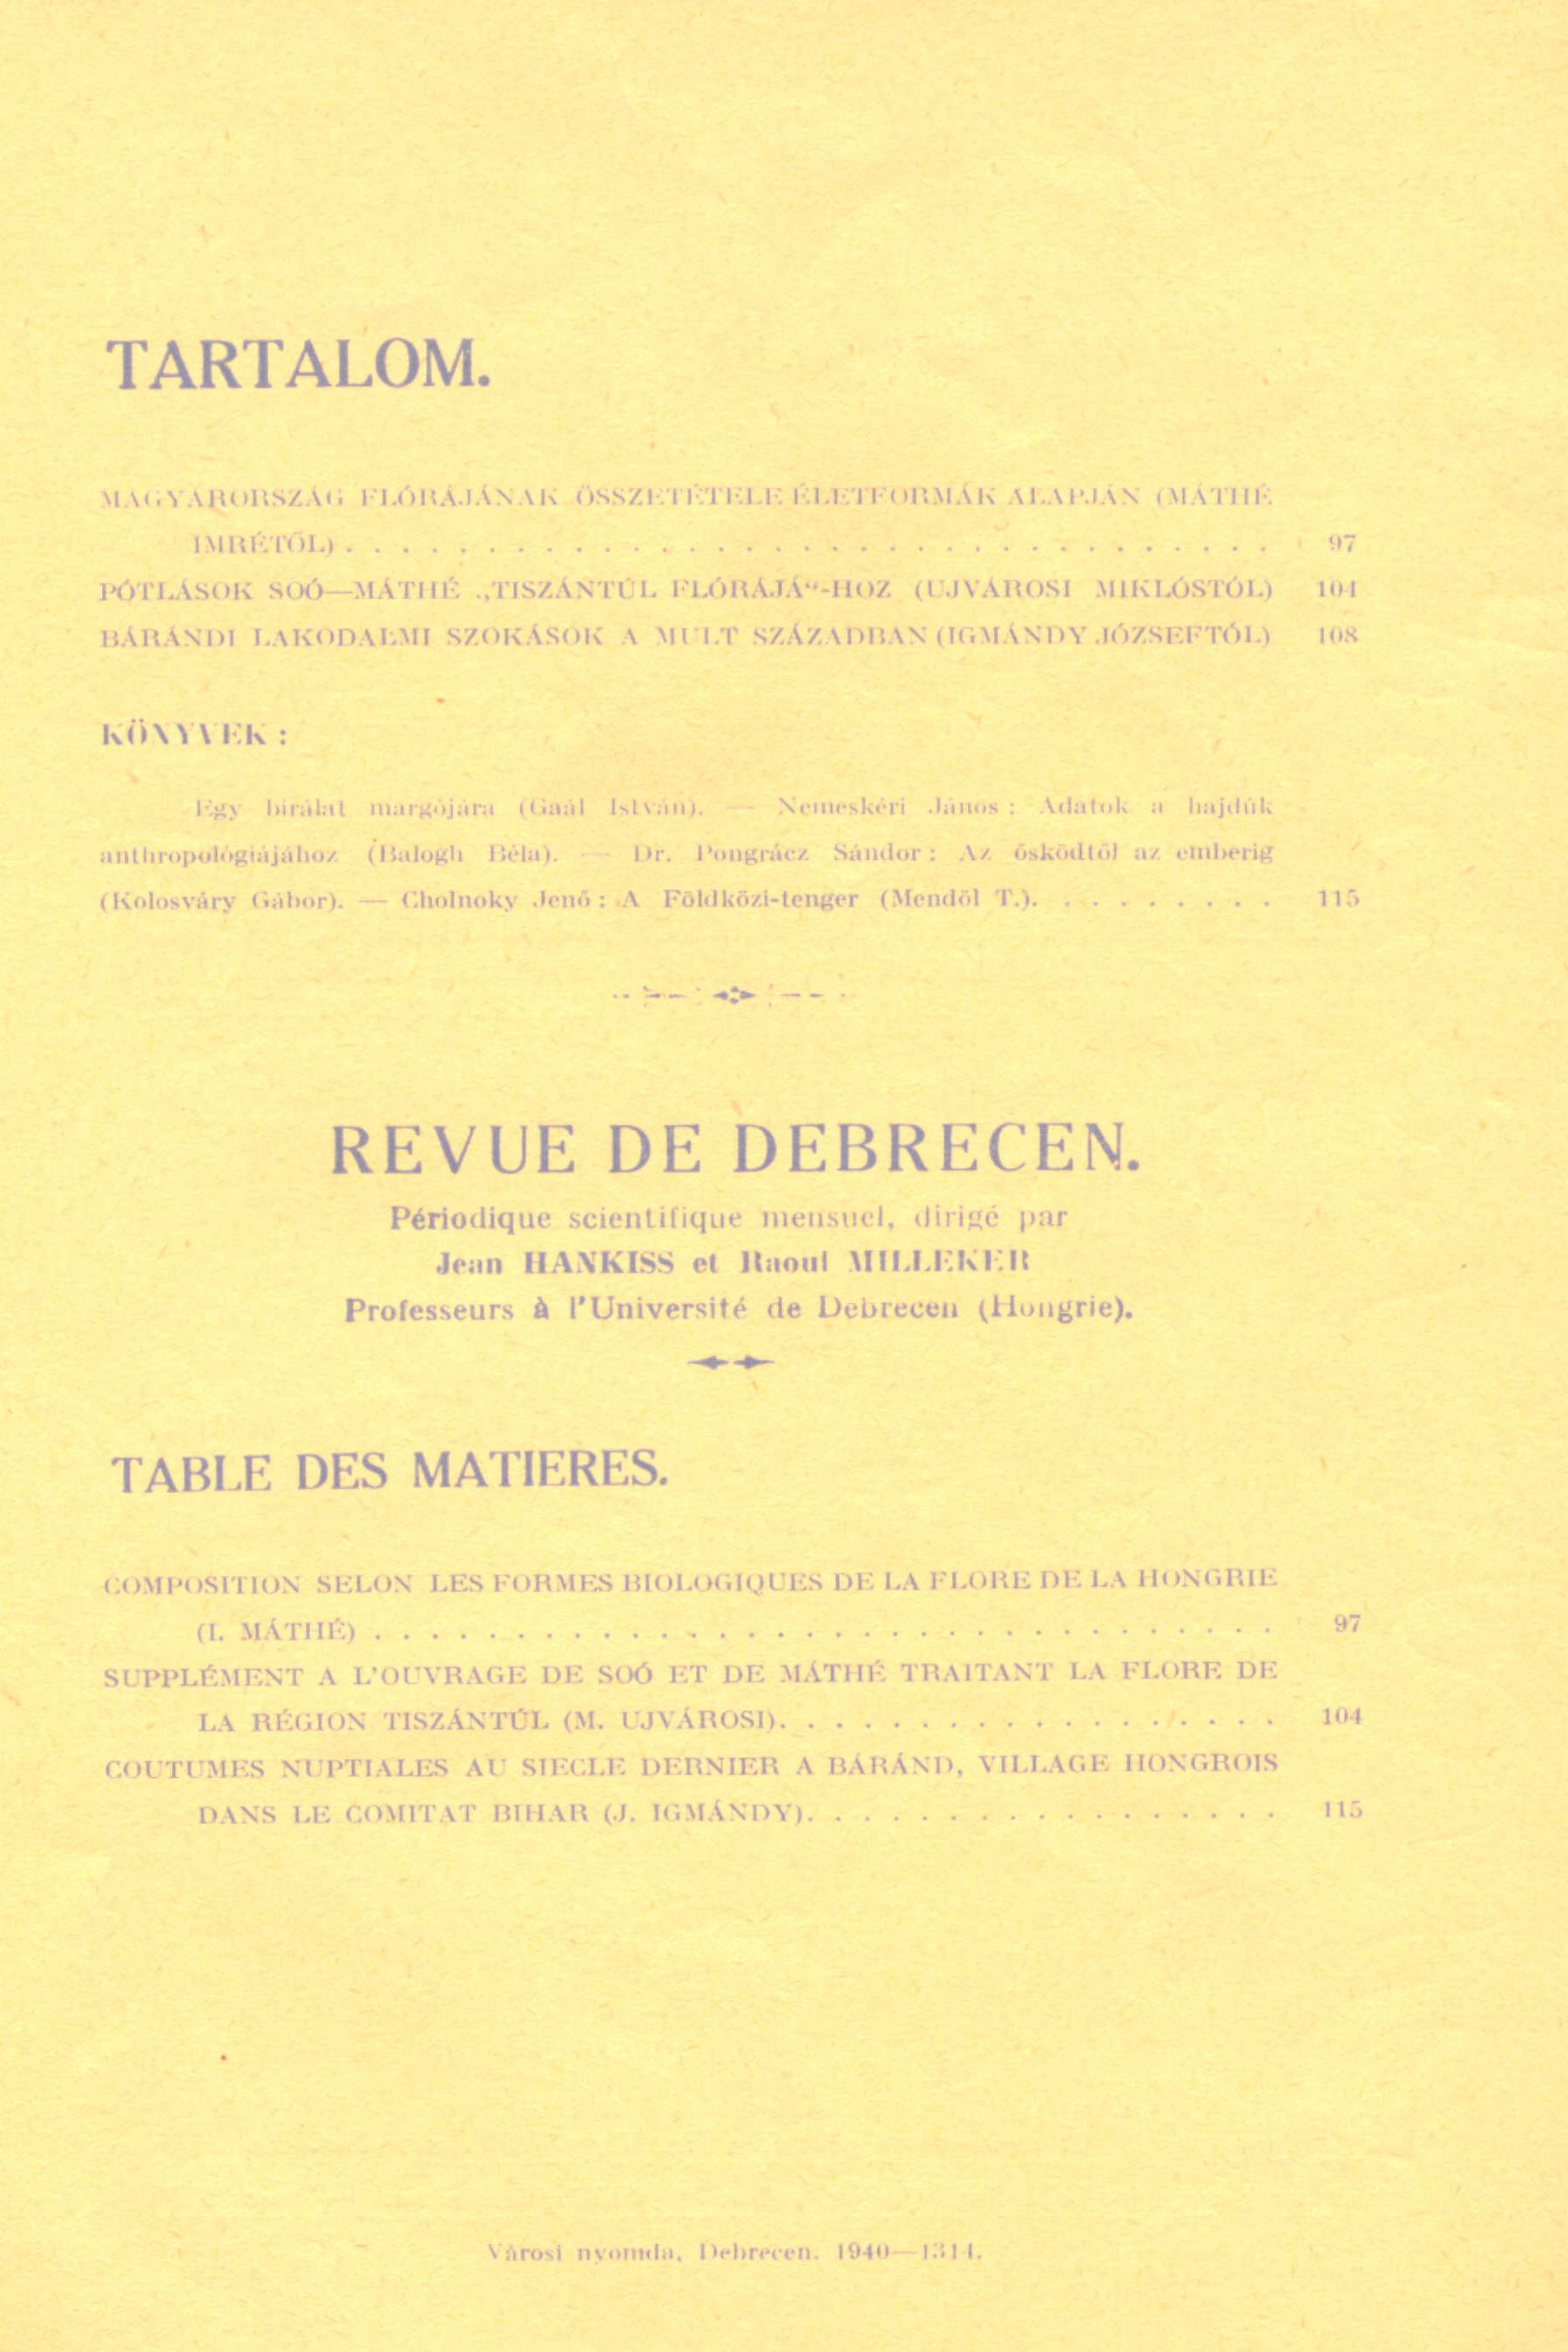 TARTALOM.
MAGYARORSZÁG FLÓRÁJÁNAK ÖSSZETÉTELE ÉLETFORMÁK ALAPJÁN (MÁTHÉ
IMRÉTŐL) . . . . . . . . . . . . . . . . . . . . . . . . . . . . . . . . 97
PÓTLÁSOK SOÓ—MÁTHÉ „TISZÁNTÚL FLÓRÁJÁ“-HOZ (UJVÁROSI MIKLÓSTÓL) 104
BÁRÁNDI LAKODALMI SZOKÁSOK A MULT SZÁZADBAN (IGMÁNDY JÓZSEFTÓL) 108
KÖNYVEK :
Egy birálat margójára (Gaál István). — Nemeskéri János : Adatok a hajdúk
anthropológiájához (Balogh Béla). — Dr. Pongrácz Sándor : Az ősködtől az emberig
(Kolosváry Gábor). — Cholnoky Jenő : A Földközi-tenger (Mendöl T.). . . . . . . . . 115
REVUE DE DEBRECEN.
Périodique scientifique mensuel, dirigé par
Jean HANKISS et Raoul MILLEKER
Professeurs à l'Université de Debrecen (Hongrie).
TABLE DES MATIERES.
COMPOSITION SELON LES FORMES BIOLOGIQUES DE LA FLORE DE LA HONGRIE
(I. MÁTHÉ) . . . . . . . . . . . . . . . . . . . . . . . . . . . . . . . . 97
SUPPLÉMENT A L'OUVRAGE DE SOÓ ET DE MÁTHÉ TRAITANT LA FLORE DE
LA RÉGION TISZÁNTÚL (M. UJVÁROSI). . . . . . . . . . . . . . . . . . 104
COUTUMES NUPTIALES AU SIECLE DERNIER A BÁRÁND, VILLAGE HONGROIS
DANS LE COMITAT BIHAR (J. IGMÁNDY). . . . . . . . . . . . . . . . . 115
Városi nyomda, Debrecen. 1940—1314.